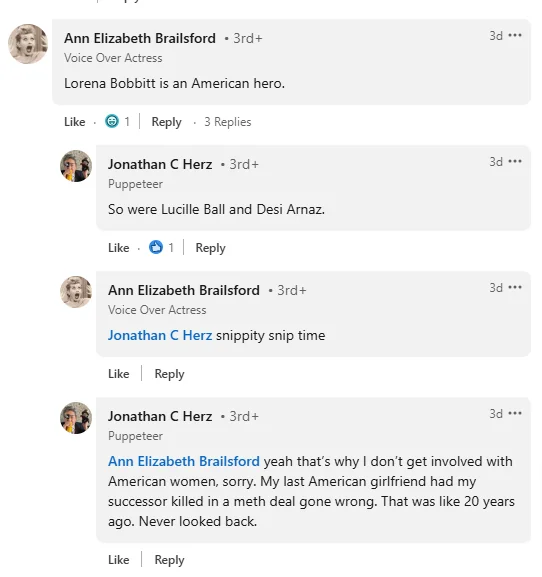 Ann Elizabeth Brailsford • 3rd+ 3d •••
Voice Over Actress
Lorena Bobbitt is an American hero.
Like · 1 | Reply · 3 Replies
Jonathan C Herz • 3rd+ 3d •••
Puppeteer
So were Lucille Ball and Desi Arnaz.
Like · 1 | Reply
Ann Elizabeth Brailsford • 3rd+ 3d •••
Voice Over Actress
Jonathan C Herz snippity snip time
Like | Reply
Jonathan C Herz • 3rd+ 3d •••
Puppeteer
Ann Elizabeth Brailsford yeah that's why I don't get involved with
American women, sorry. My last American girlfriend had my
successor killed in a meth deal gone wrong. That was like 20 years
ago. Never looked back.
Like | Reply